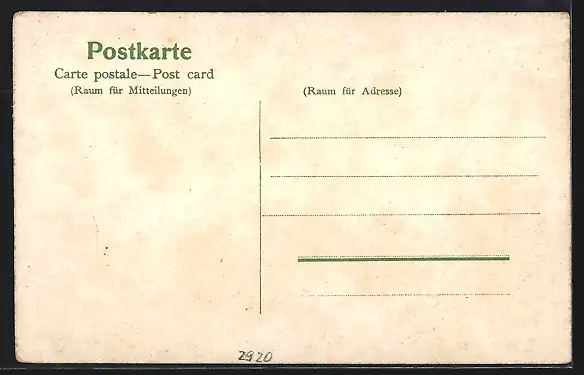 Postkarte
Carte postale—Post card
(Raum für Mitteilungen)
(Raum für Adresse)
2920